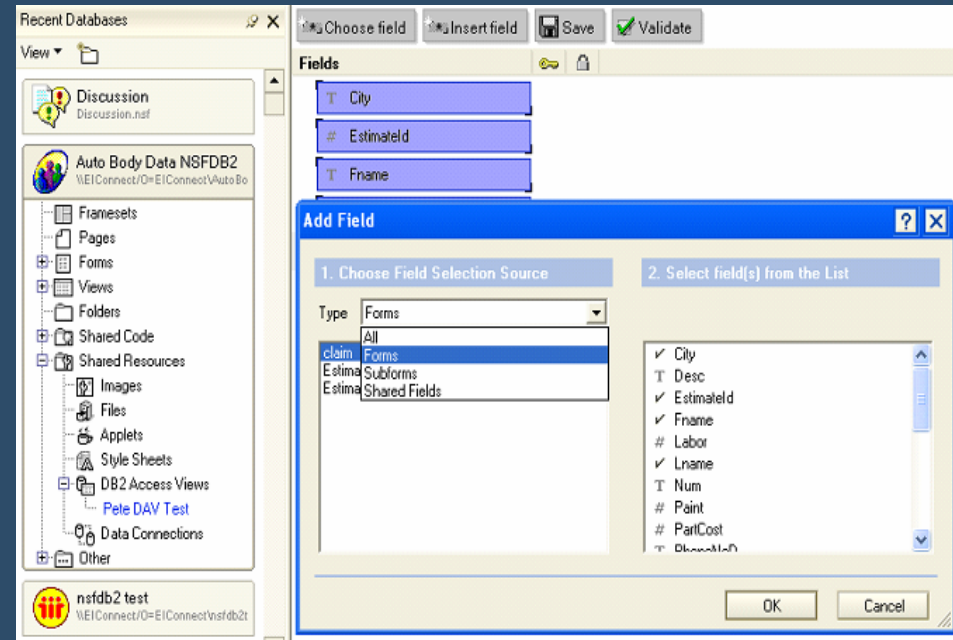 Recent Databases
View
Discussion
Discussion.nsf
Auto Body Data NSFDB2
\\EIConnect/O=EIConnect\AutoBo
Framesets
Pages
Forms
Views
Folders
Shared Code
Shared Resources
Images
Files
Applets
Style Sheets
DB2 Access Views
Pete DAV Test
Data Connections
Other
nsfdb2 test
\\EIConnect/O=EIConnect\nsfdb2t
Choose field
Insert field
Save
Validate
Fields
T City
# EstimateId
T Fname
Add Field
1. Choose Field Selection Source
Type Forms
All
Forms
Subforms
Shared Fields
claim
Estima
Estima
2. Select field(s) from the List
City
T Desc
EstimateId
Fname
# Labor
Lname
T Num
# Paint
# PartCost
T PhoneNoD
OK
Cancel